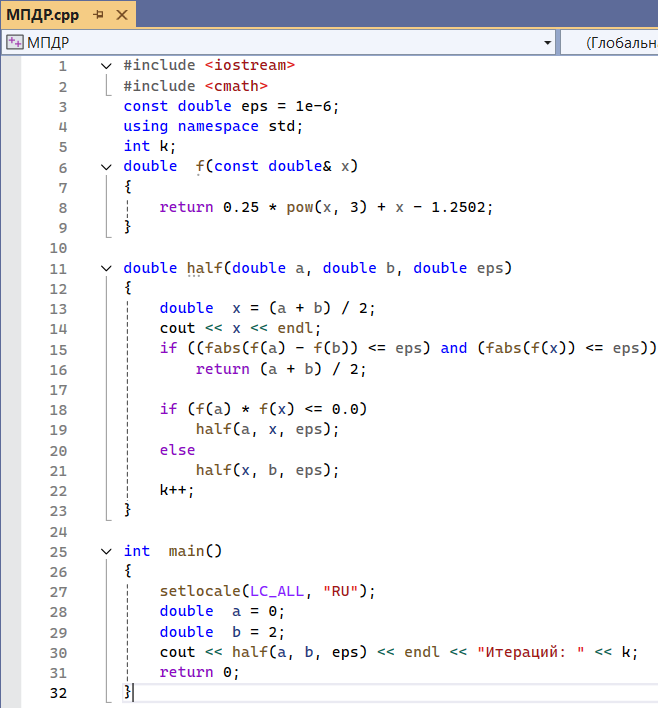 МПДР.cpp
МПДР
(Глобальн
1 #include <iostream>
2 #include <cmath>
3 const double eps = 1e-6;
4 using namespace std;
5 int k;
6 double  f(const double& x)
7 {
8     return 0.25 * pow(x, 3) + x - 1.2502;
9 }
10
11 double half(double a, double b, double eps)
12 {
13     double  x = (a + b) / 2;
14     cout << x << endl;
15     if ((fabs(f(a) - f(b)) <= eps) and (fabs(f(x)) <= eps))
16         return (a + b) / 2;
17
18     if (f(a) * f(x) <= 0.0)
19         half(a, x, eps);
20     else
21         half(x, b, eps);
22     k++;
23 }
24
25 int  main()
26 {
27     setlocale(LC_ALL, "RU");
28     double  a = 0;
29     double  b = 2;
30     cout << half(a, b, eps) << endl << "Итераций: " << k;
31     return 0;
32 }